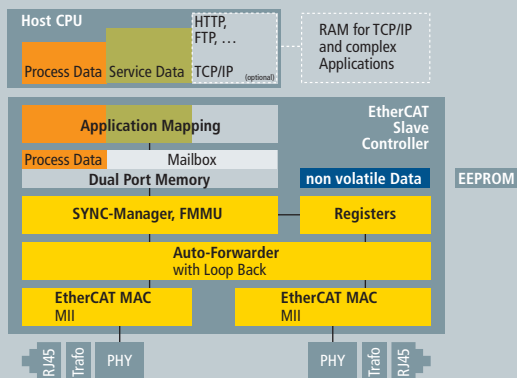 Host CPU
HTTP,
FTP, ...
Process Data
Service Data
TCP/IP
(optional)
RAM for TCP/IP
and complex
Applications
EtherCAT
Slave
Controller
Application Mapping
Process Data
Mailbox
Dual Port Memory
non volatile Data
EEPROM
SYNC-Manager, FMMU
Registers
Auto-Forwarder
with Loop Back
EtherCAT MAC
MII
EtherCAT MAC
MII
RJ45
Trafo
PHY
PHY
Trafo
RJ45